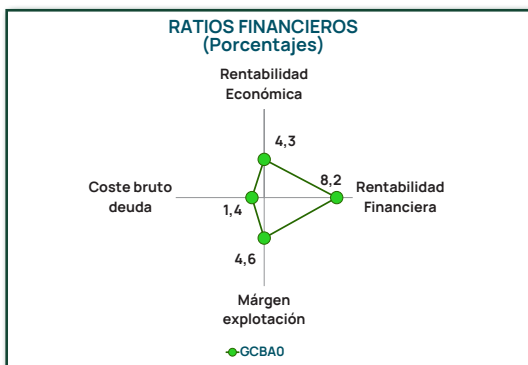 RATIOS FINANCIEROS
(Porcentajes)
Rentabilidad
Económica
4,3
8,2
Rentabilidad
Financiera
Coste bruto
deuda
1,4
4,6
Márgen
explotación
GCBA0